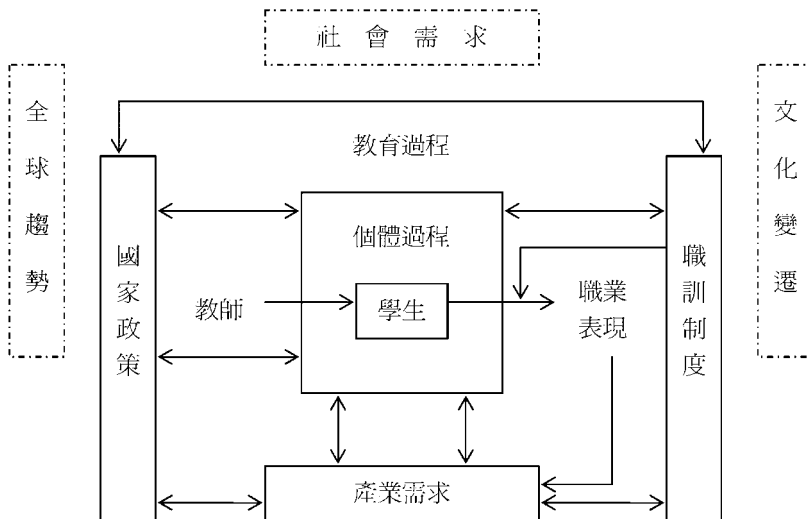 社會需求
全球趨勢
文化變遷
教育過程
個體過程
國家政策
職訓制度
教師
學生
職業
表現
產業需求